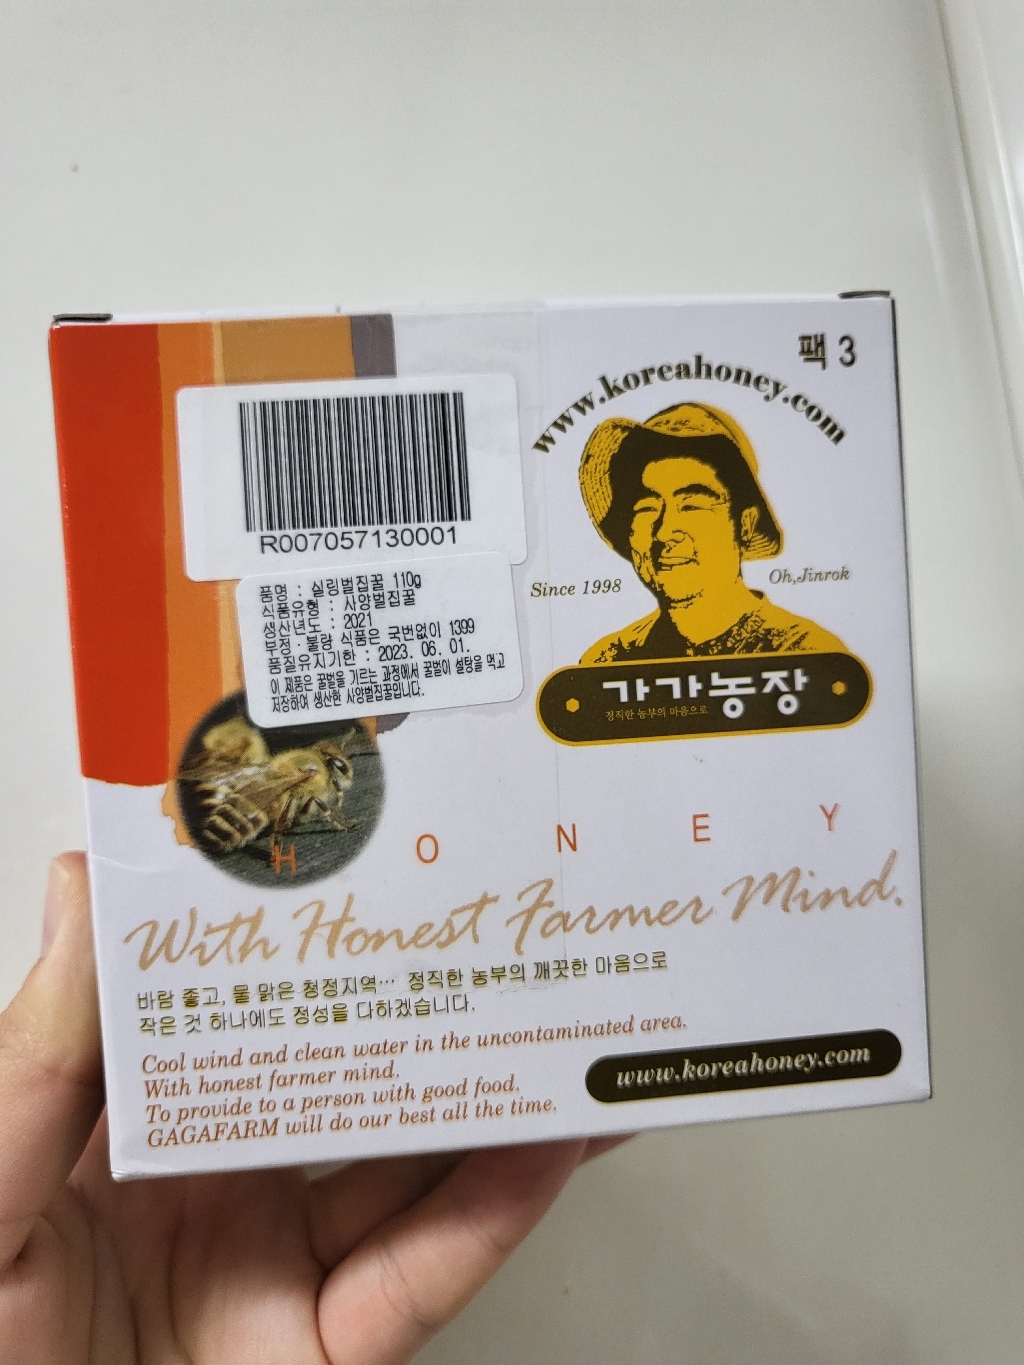 팩 3
www.koreahoney.com
R007057130001
품명 : 실링벌집꿀 110g
식품유형 : 사양벌집꿀
생산년도 : 2021
부정·불량 식품은 국번없이 1399
품질유지기한 : 2023. 06. 01.
이 제품은 꿀벌을 기르는 과정에서 꿀벌이 설탕을 먹고
저장하여 생산한 사양벌집꿀입니다.
Since 1998
Oh,Jinrok
정직한 농부의 마음으로 가가농장
HONEY
With Honest Farmer Mind.
바람 좋고, 물 맑은 청정지역… 정직한 농부의 깨끗한 마음으로
작은 것 하나에도 정성을 다하겠습니다.
Cool wind and clean water in the uncontaminated area.
With honest farmer mind.
To provide to a person with good food.
GAGAFARM will do our best all the time.
www.koreahoney.com